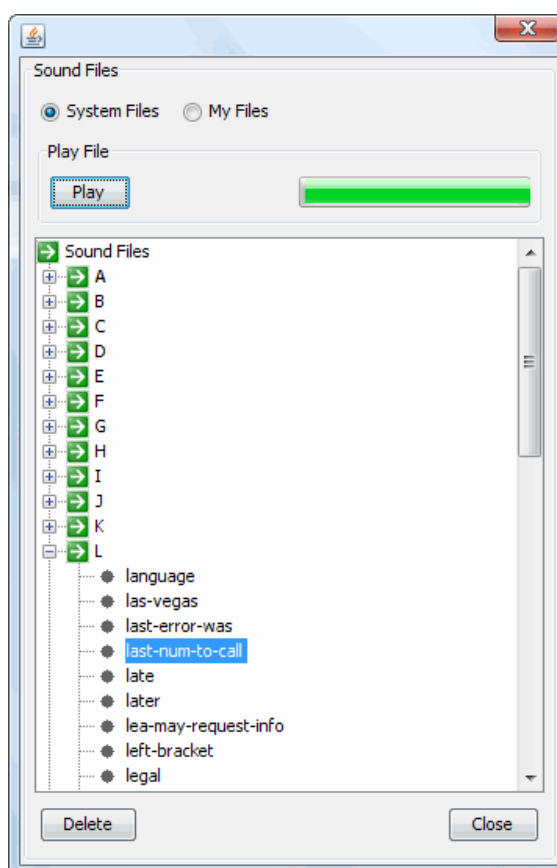 Sound Files
System Files My Files
Play File
Play
Sound Files
A
B
C
D
E
F
G
H
I
J
K
L
language
las-vegas
last-error-was
last-num-to-call
late
later
lea-may-request-info
left-bracket
legal
Delete Close